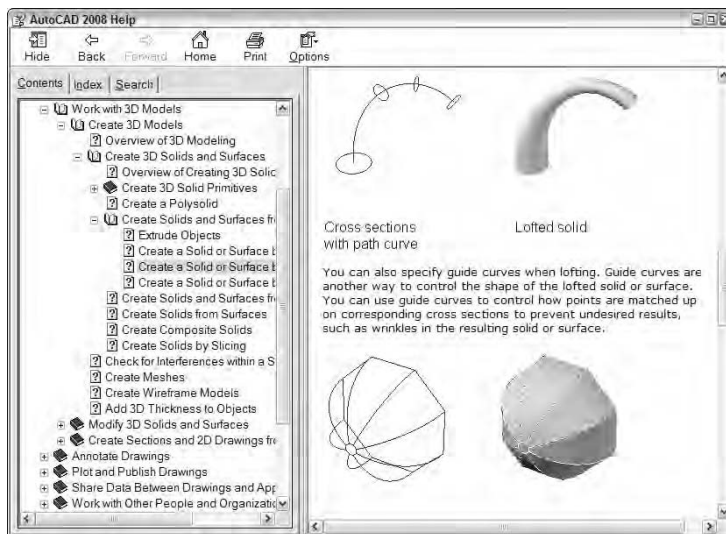 AutoCAD 2008 Help
Hide Back Forward Home Print Options
Contents Index Search
Work with 3D Models
Create 3D Models
Overview of 3D Modeling
Create 3D Solids and Surfaces
Overview of Creating 3D Solid
Create 3D Solid Primitives
Create a Polysolid
Create Solids and Surfaces fr
Extrude Objects
Create a Solid or Surface b
Create a Solid or Surface b
Create a Solid or Surface b
Create Solids and Surfaces fr
Create Solids from Surfaces
Create Composite Solids
Create Solids by Slicing
Check for Interferences within a S
Create Meshes
Create Wireframe Models
Add 3D Thickness to Objects
Modify 3D Solids and Surfaces
Create Sections and 2D Drawings fr
Annotate Drawings
Plot and Publish Drawings
Share Data Between Drawings and App
Work with Other People and Organizatio
Cross sections
with path curve
Lofted solid
You can also specify guide curves when lofting. Guide curves are
another way to control the shape of the lofted solid or surface.
You can use guide curves to control how points are matched up
on corresponding cross sections to prevent undesired results,
such as wrinkles in the resulting solid or surface.